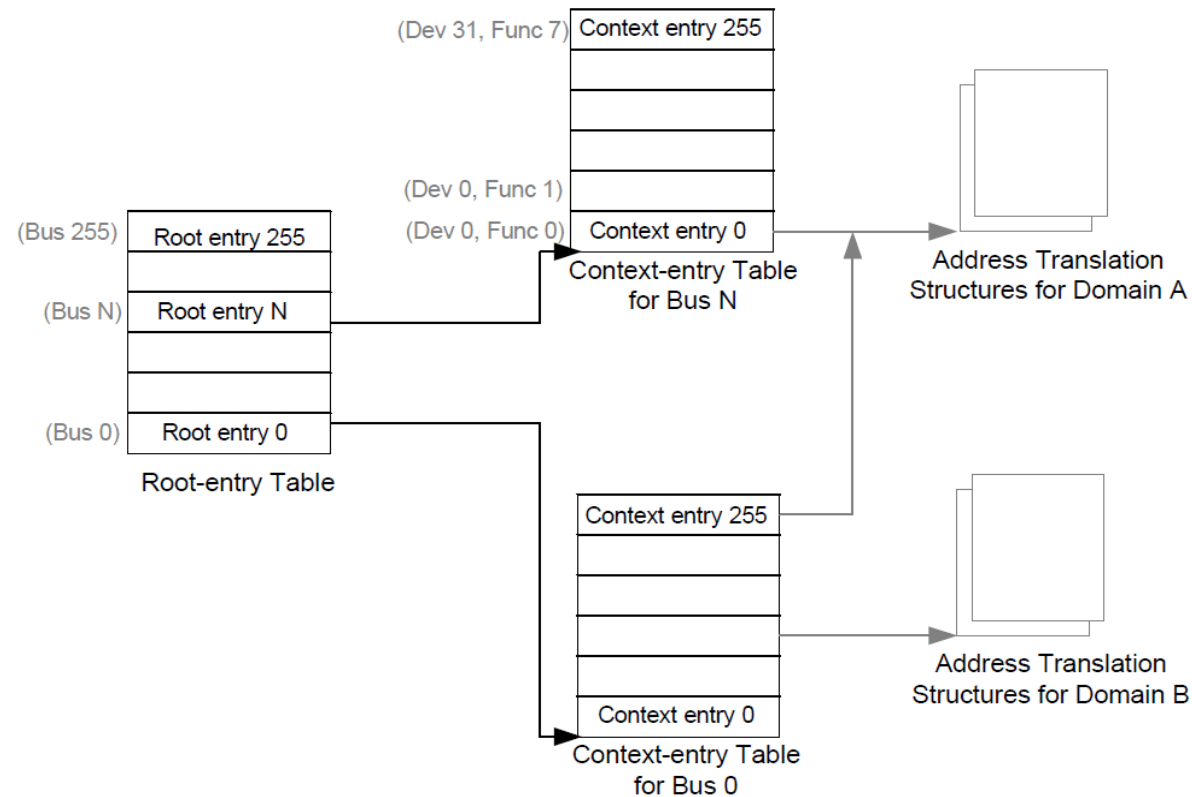 (Dev 31, Func 7)
Context entry 255
(Dev 0, Func 1)
(Dev 0, Func 0)
Context entry 0
Context-entry Table
for Bus N
Address Translation
Structures for Domain A
(Bus 255)
Root entry 255
(Bus N)
Root entry N
(Bus 0)
Root entry 0
Root-entry Table
Context entry 255
Context entry 0
Context-entry Table
for Bus 0
Address Translation
Structures for Domain B